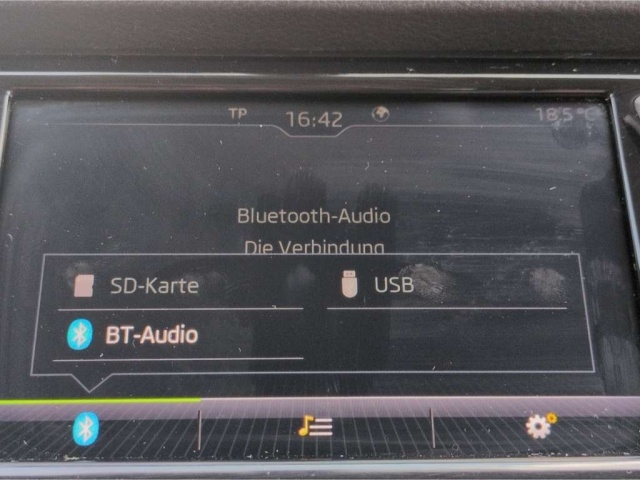 TP 16:42 18.5 °C
Bluetooth-Audio
Die Verbindung
SD-Karte USB
BT-Audio